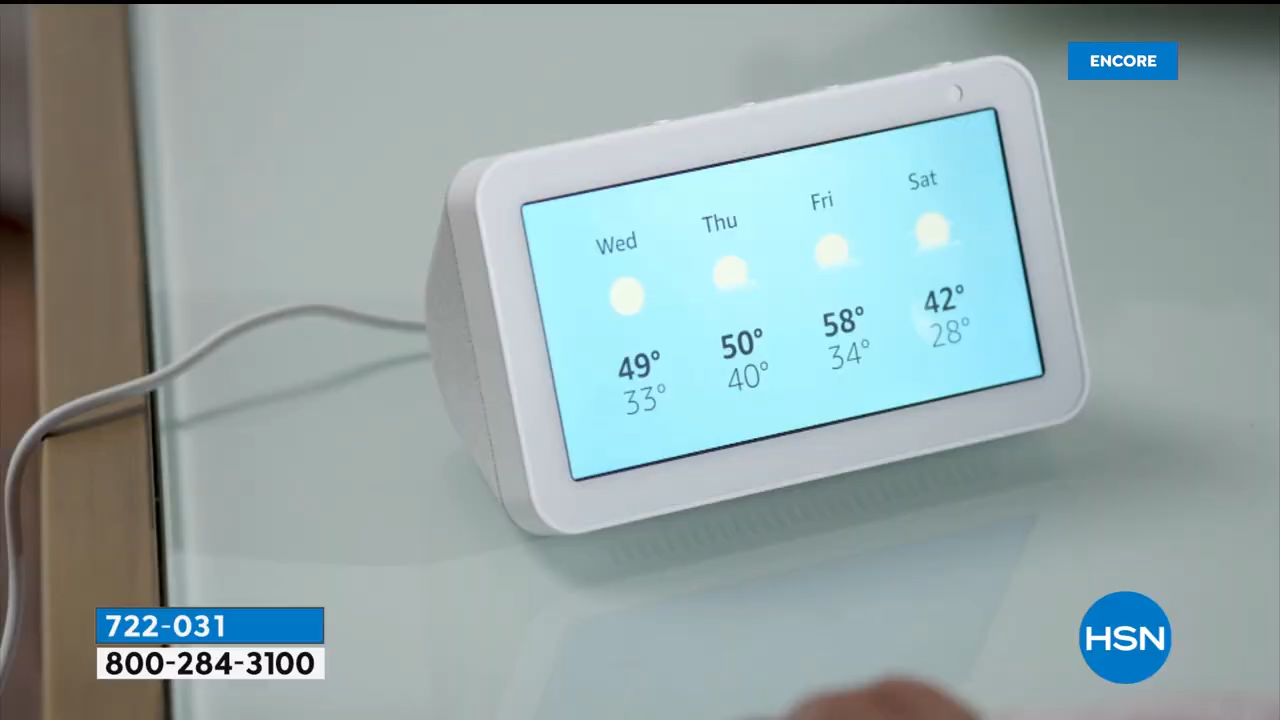 ENCORE
Wed Thu Fri Sat
49° 50° 58° 42°
33° 40° 34° 28°
722-031
800-284-3100
HSN